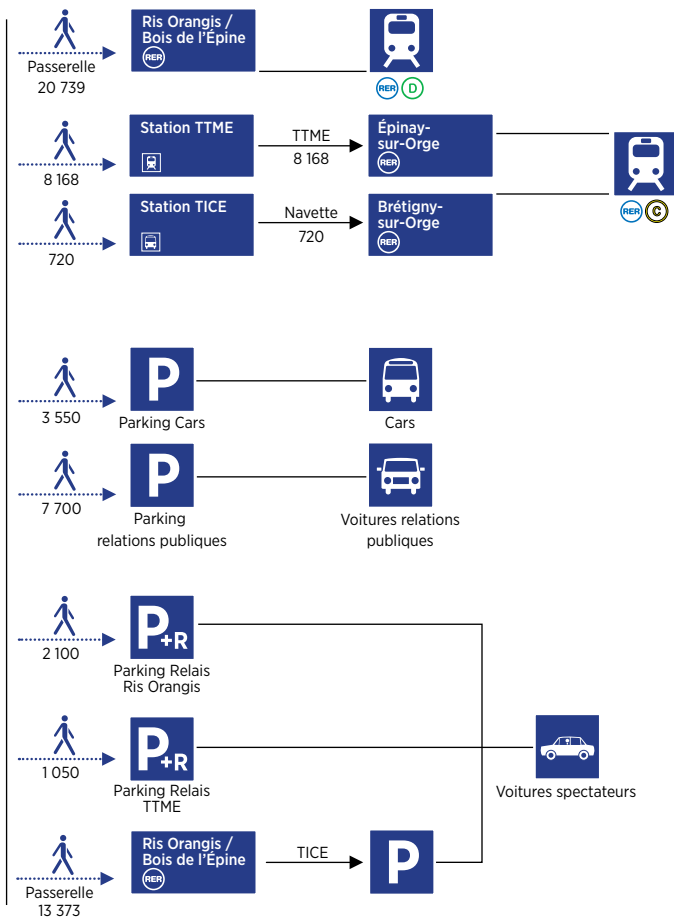 Passerelle
20 739
Ris Orangis /
Bois de l'Épine
RER
RER D
8 168
Station TTME
TTME
8 168
Épinay-
sur-Orge
RER
720
Station TICE
Navette
720
Brétigny-
sur-Orge
RER
RER C
3 550
P
Parking Cars
Cars
7 700
P
Parking
relations publiques
Voitures relations
publiques
2 100
P+R
Parking Relais
Ris Orangis
1 050
P+R
Parking Relais
TTME
Voitures spectateurs
Passerelle
13 373
Ris Orangis /
Bois de l'Épine
RER
TICE
P